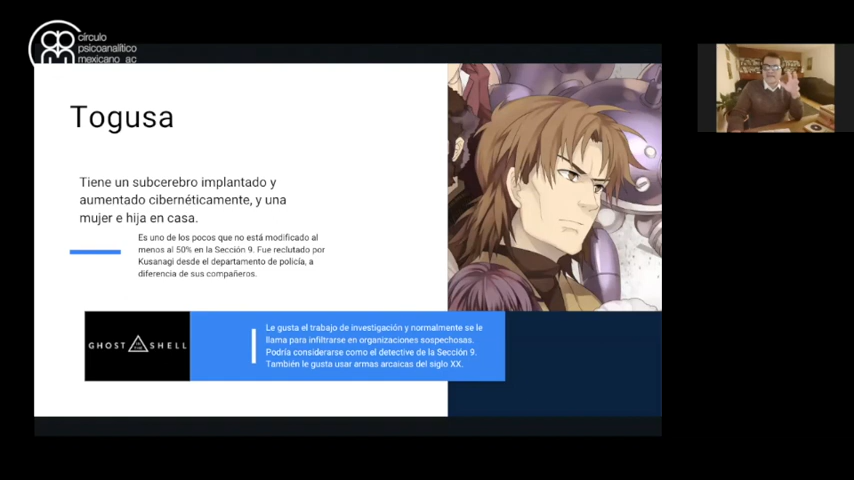 círculo
psicoanalítico
mexicano ac
Togusa
Tiene un subcerebro implantado y
aumentado cibernéticamente, y una
mujer e hija en casa.
Es uno de los pocos que no está modificado al
menos al 50% en la Sección 9. Fue reclutado por
Kusanagi desde el departamento de policía, a
diferencia de sus compañeros.
GHOST SHELL
Le gusta el trabajo de investigación y normalmente se le
llama para infiltrarse en organizaciones sospechosas.
Podría considerarse como el detective de la Sección 9.
También le gusta usar armas arcaicas del siglo XX.